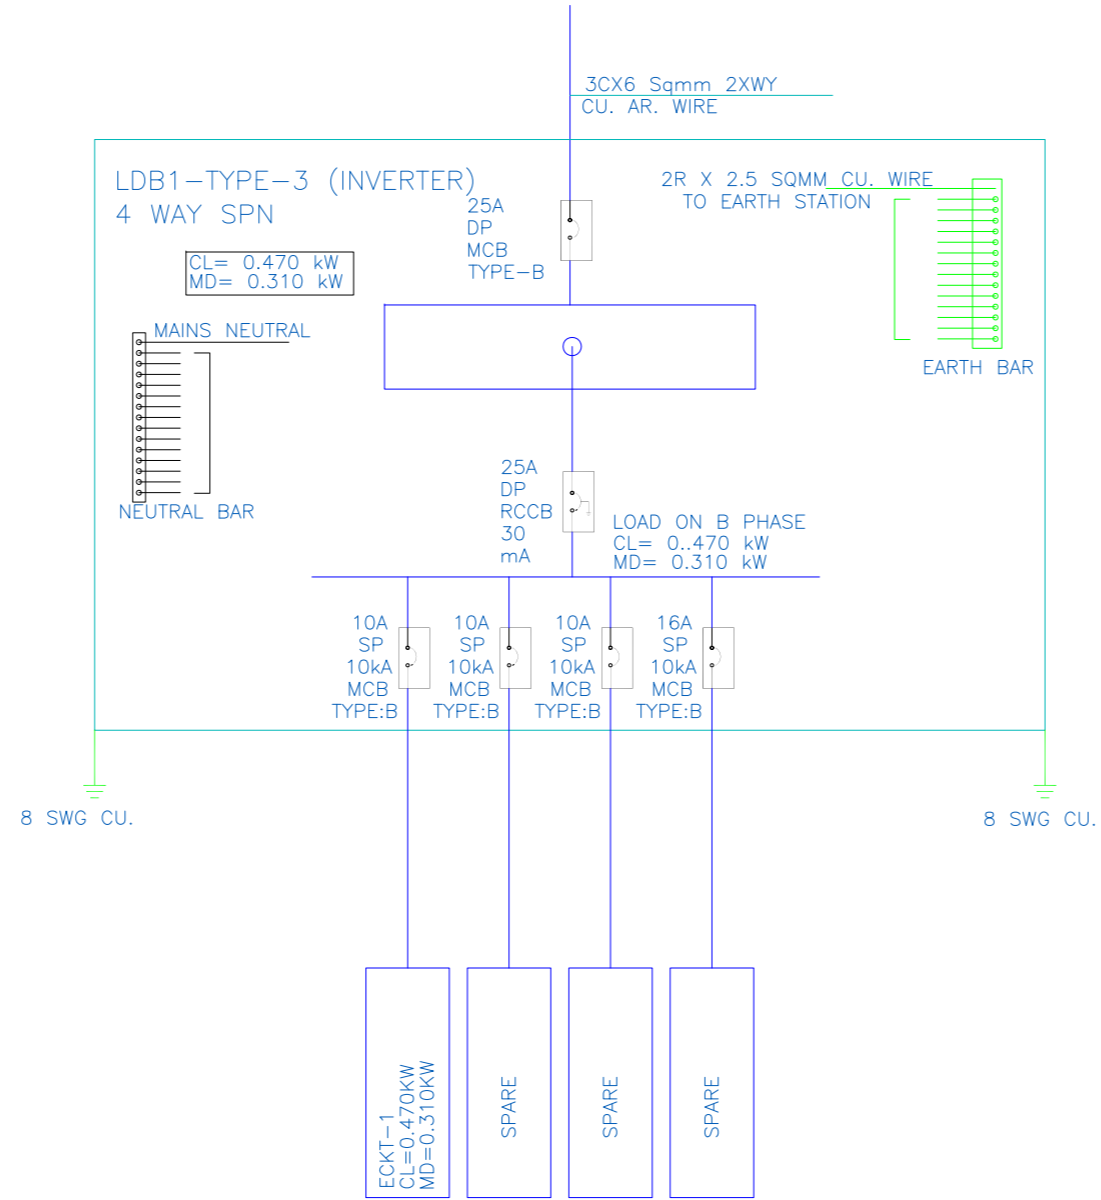 3CX6 Sqmm 2XWY
CU. AR. WIRE
LDB1-TYPE-3 (INVERTER)
4 WAY SPN
CL= 0.470 kW
MD= 0.310 kW
25A
DP
MCB
TYPE-B
2R X 2.5 SQMM CU. WIRE
TO EARTH STATION
MAINS NEUTRAL
EARTH BAR
NEUTRAL BAR
25A
DP
RCCB
30
mA
LOAD ON B PHASE
CL= 0..470 kW
MD= 0.310 kW
10A
SP
10kA
MCB
TYPE:B
10A
SP
10kA
MCB
TYPE:B
10A
SP
10kA
MCB
TYPE:B
16A
SP
10kA
MCB
TYPE:B
8 SWG CU.
8 SWG CU.
ECKT-1
CL=0.470KW
MD=0.310KW
SPARE
SPARE
SPARE